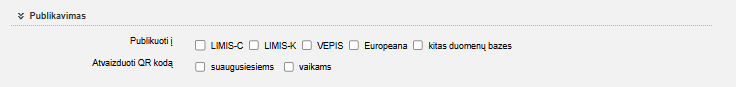 Publikavimas
Publikuoti į LIMIS-C LIMIS-K VEPIS Europeana kitas duomenų bazes
Atvaizduoti QR kodą suaugusiesiems vaikams